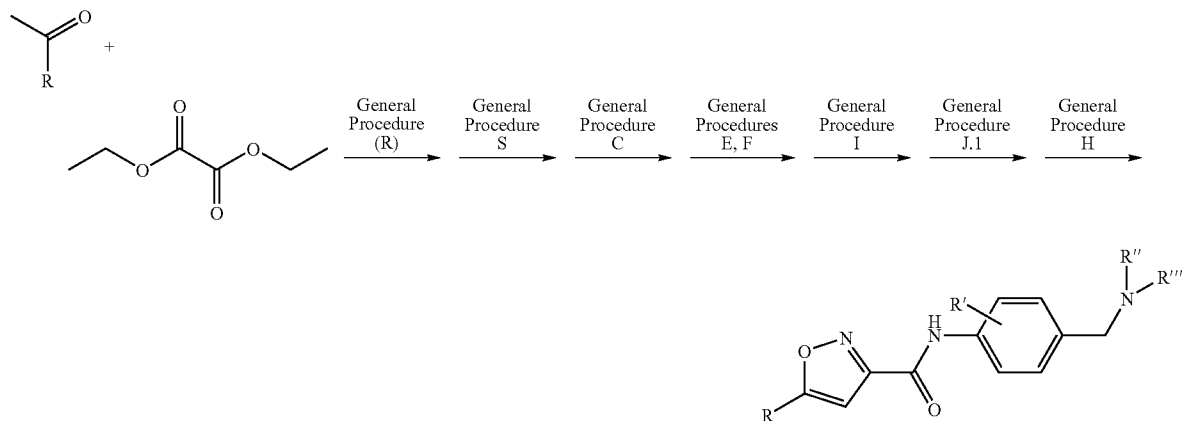 O
+
R
O
O
O
O
General Procedure (R)
General Procedure S
General Procedure C
General Procedures E, F
General Procedure I
General Procedure J.1
General Procedure H
R''
R'''
N
R'
H
N
O
N
O
R